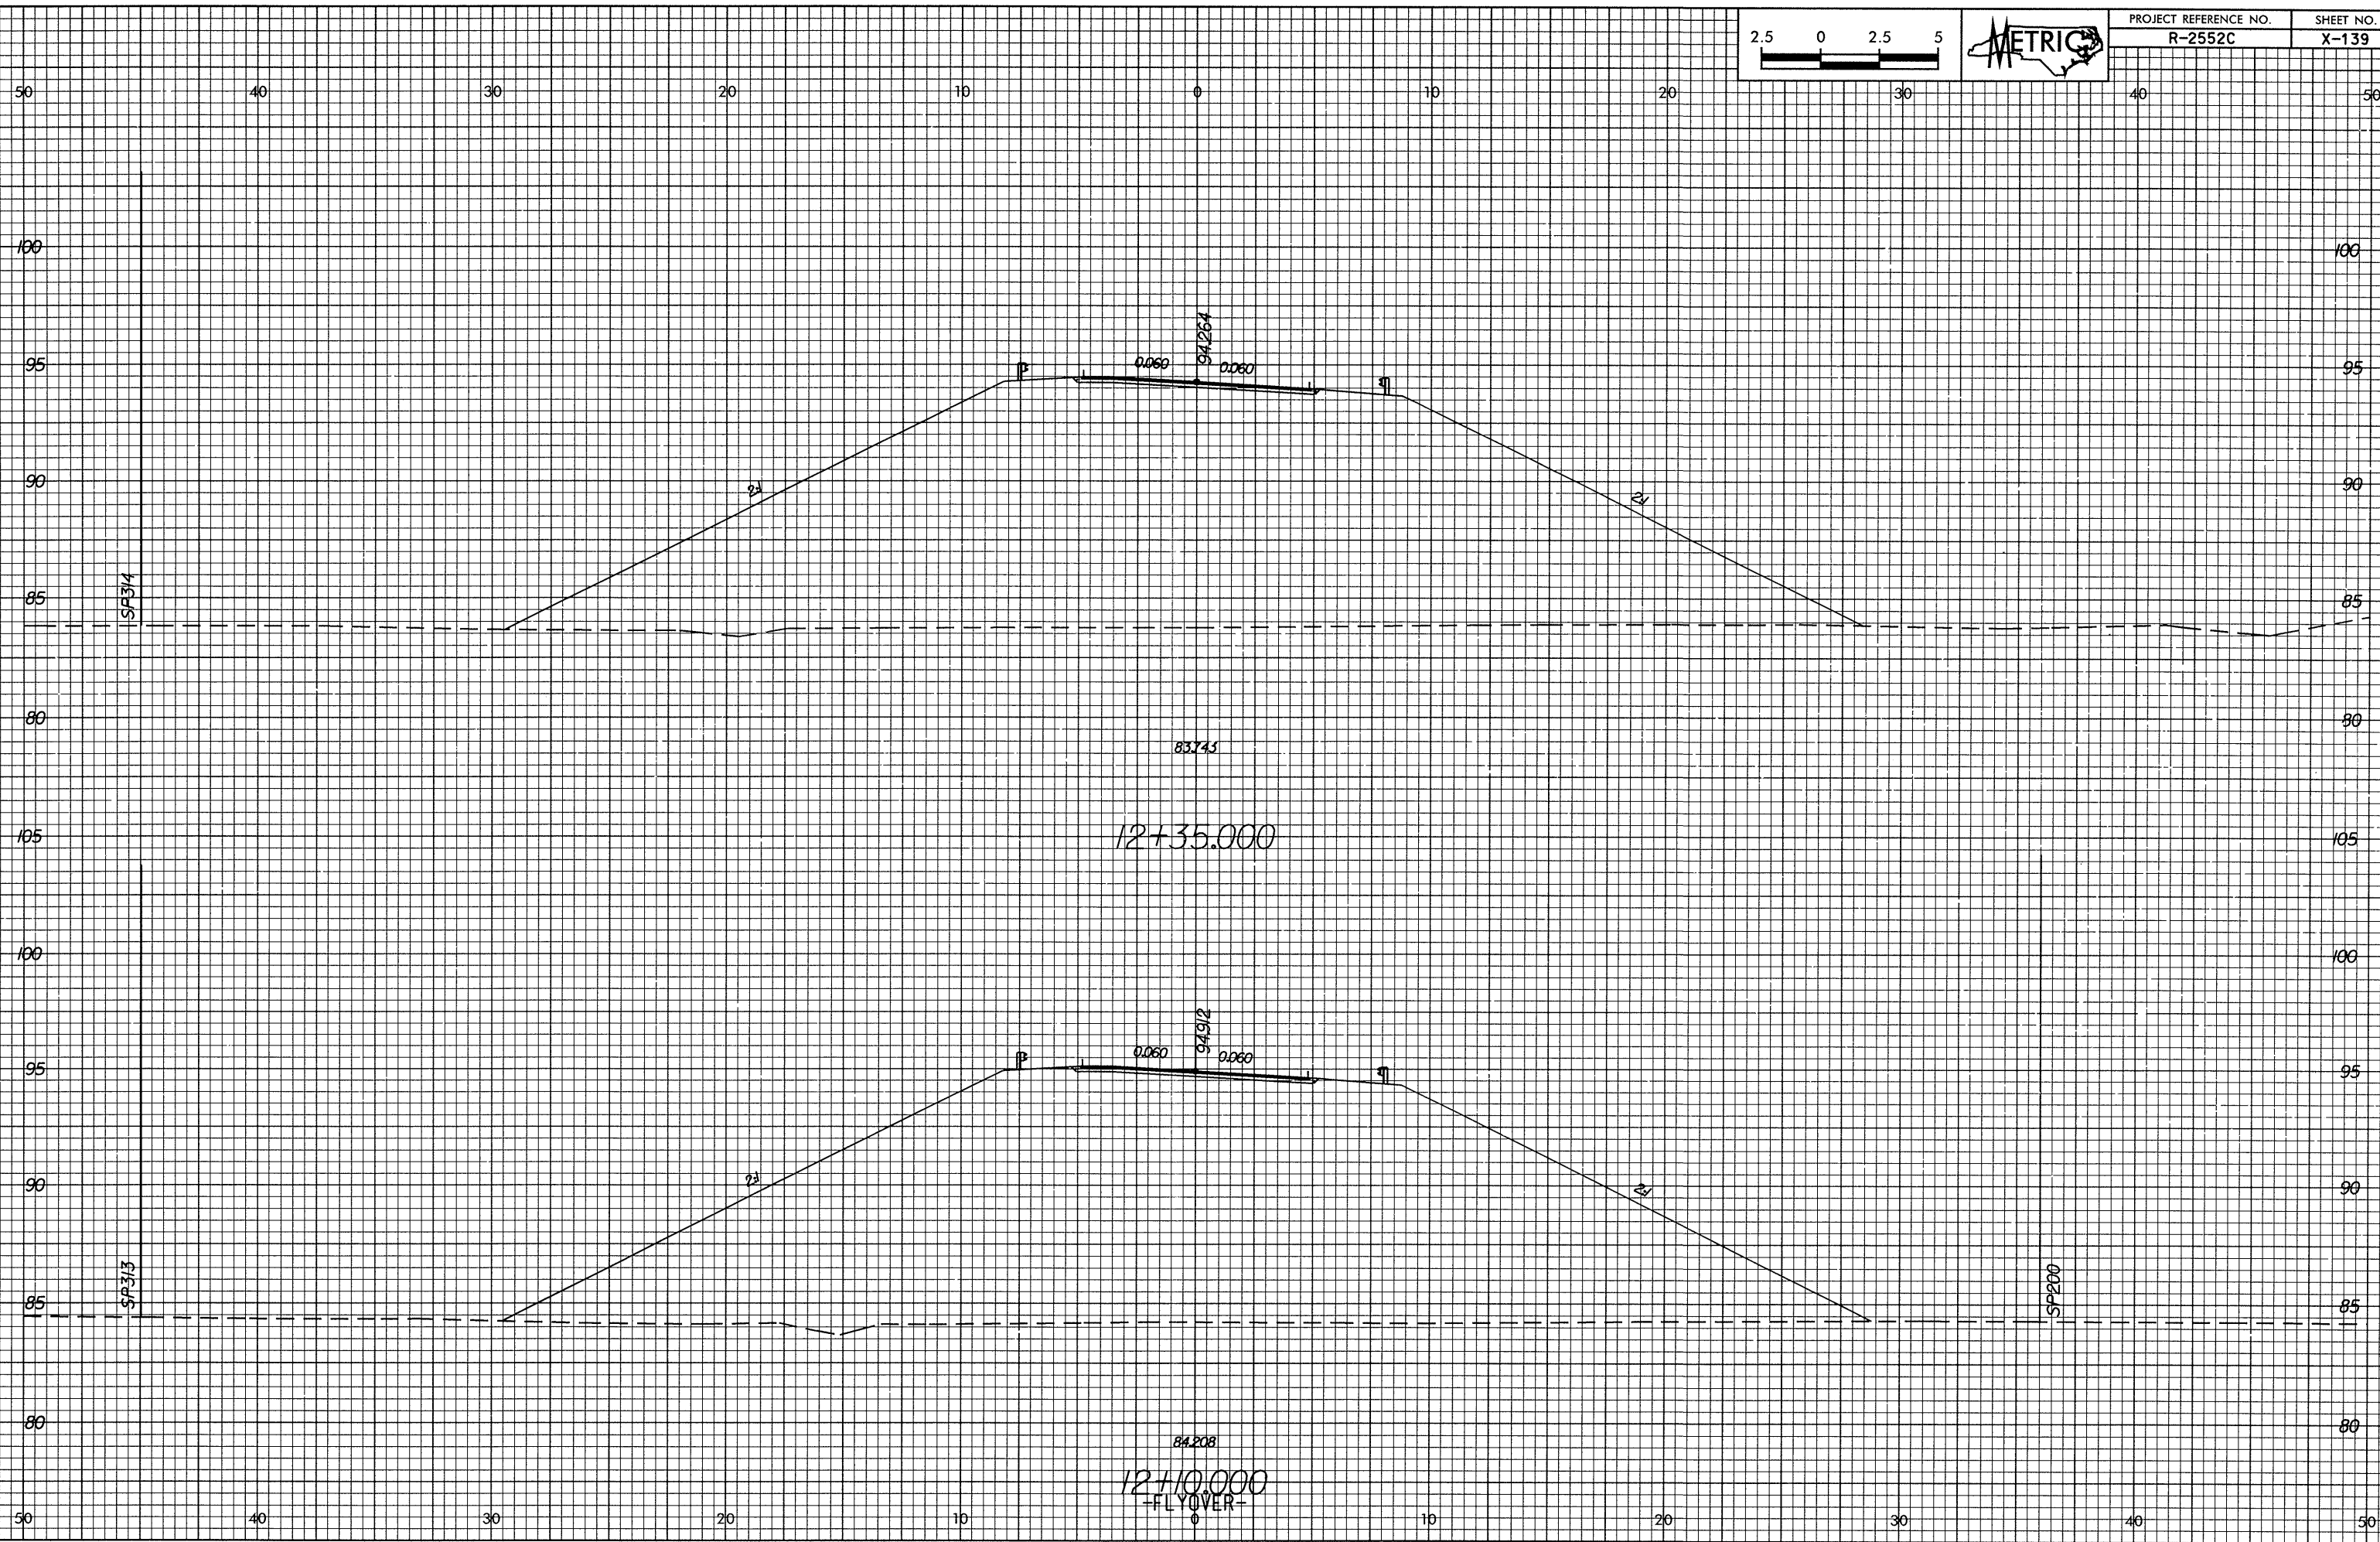 PROJECT REFERENCE NO. SHEET NO.
R-2552C X-139
2.5 0 2.5 5
METRIC
50 40 30 20 10 0 10 20 30 40 50
100 100
94.264
95 0.060 0.060 95
90 2:1 2:1 90
SP314
85 85
80 80
83.743
105 12+35.000 105
100 100
94.912
95 0.060 0.060 95
90 2:1 2:1 90
SP313 SP200
85 85
80 80
84.208
12+10.000
-FLYOVER-
50 40 30 20 10 0 10 20 30 40 50